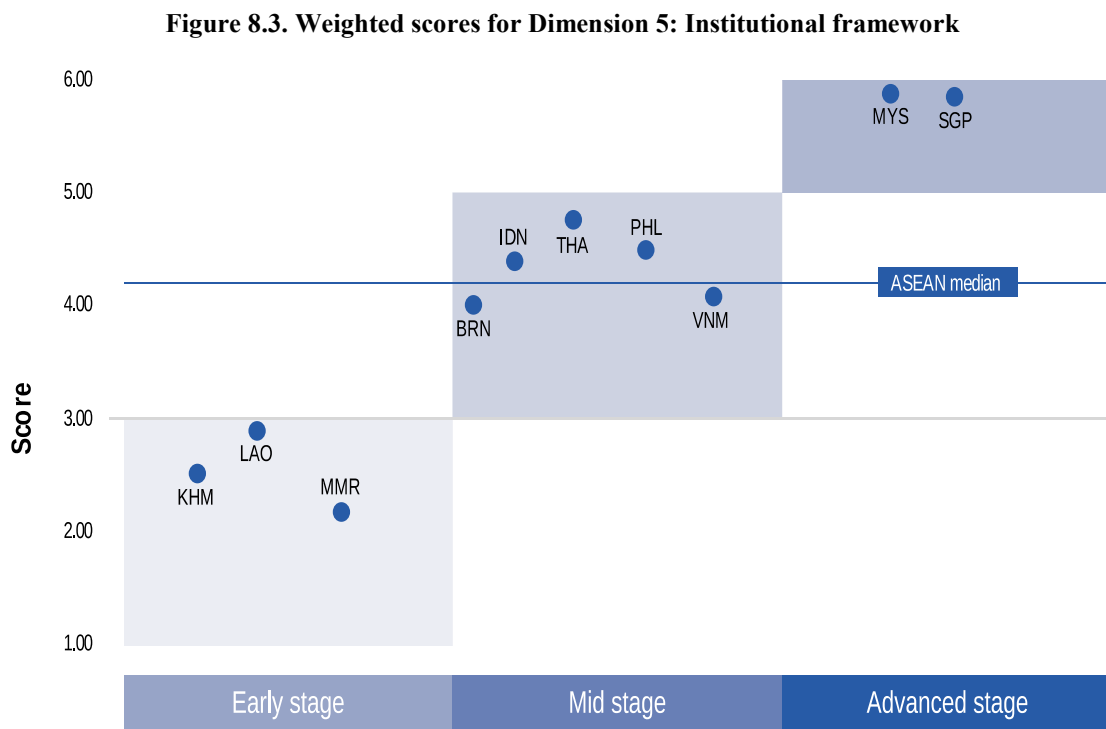 Figure 8.3. Weighted scores for Dimension 5: Institutional framework
6.00
MYS
SGP
5.00
IDN
THA
PHL
ASEAN median
4.00
BRN
VNM
Score
3.00
LAO
KHM
MMR
2.00
1.00
Early stage
Mid stage
Advanced stage